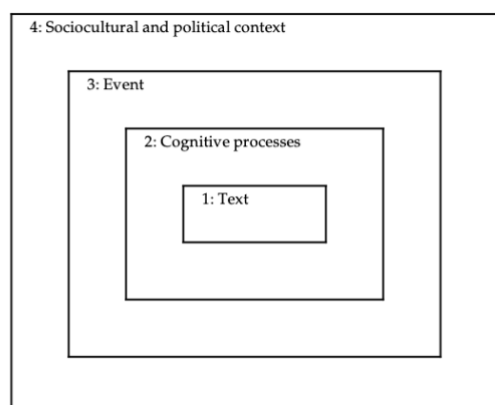 4: Sociocultural and political context
3: Event
2: Cognitive processes
1: Text